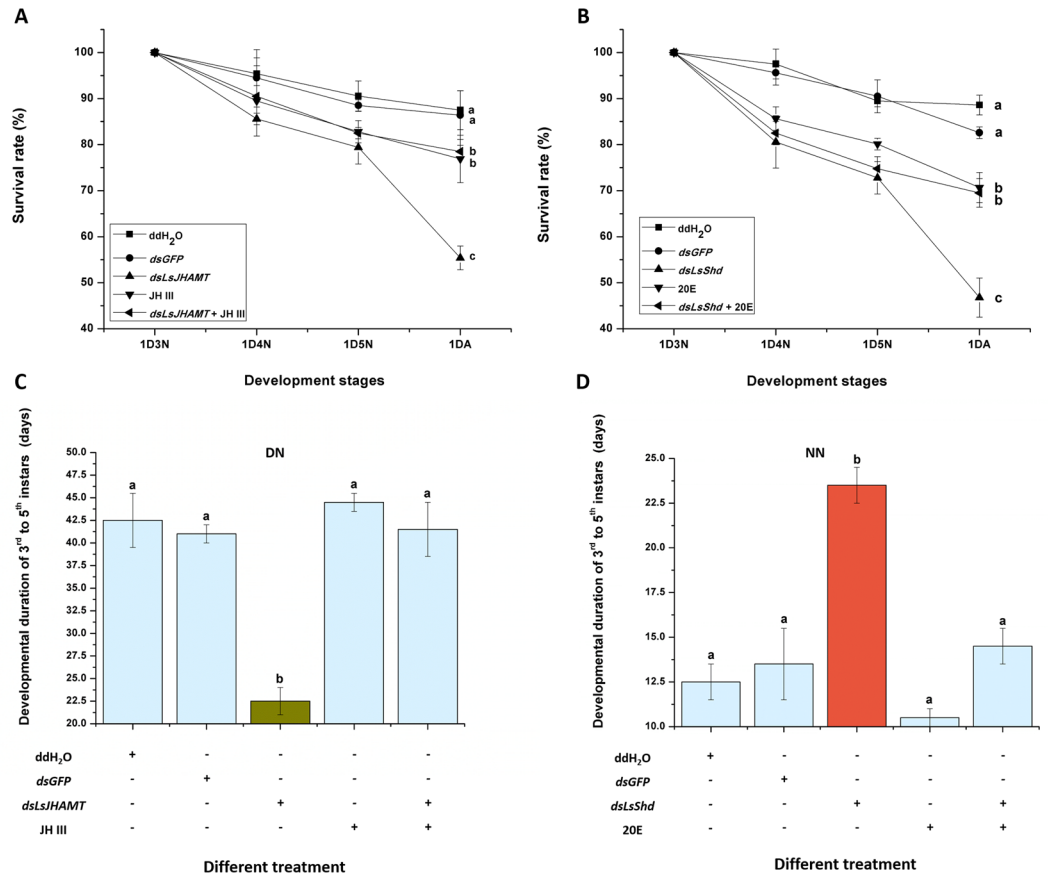 A
Survival rate (%)
100
90
80
70
60
50
40
a
a
b
b
c
ddH2O
dsGFP
dsLsJHAMT
JH III
dsLsJHAMT + JH III
1D3N
1D4N
1D5N
1DA
Development stages
B
Survival rate (%)
100
90
80
70
60
50
40
a
a
b
b
c
ddH2O
dsGFP
dsLsShd
20E
dsLsShd + 20E
1D3N
1D4N
1D5N
1DA
Development stages
C
Developmental duration of 3rd to 5th instars (days)
DN
50.0
47.5
45.0
42.5
40.0
37.5
35.0
32.5
30.0
27.5
25.0
22.5
20.0
a
a
b
a
a
ddH2O + - - - -
dsGFP - + - - -
dsLsJHAMT - - + - +
JH III - - - + +
Different treatment
D
Developmental duration of 3rd to 5th instars (days)
NN
25.0
22.5
20.0
17.5
15.0
12.5
10.0
a
a
b
a
a
ddH2O + - - - -
dsGFP - + - - -
dsLsShd - - + - +
20E - - - + +
Different treatment